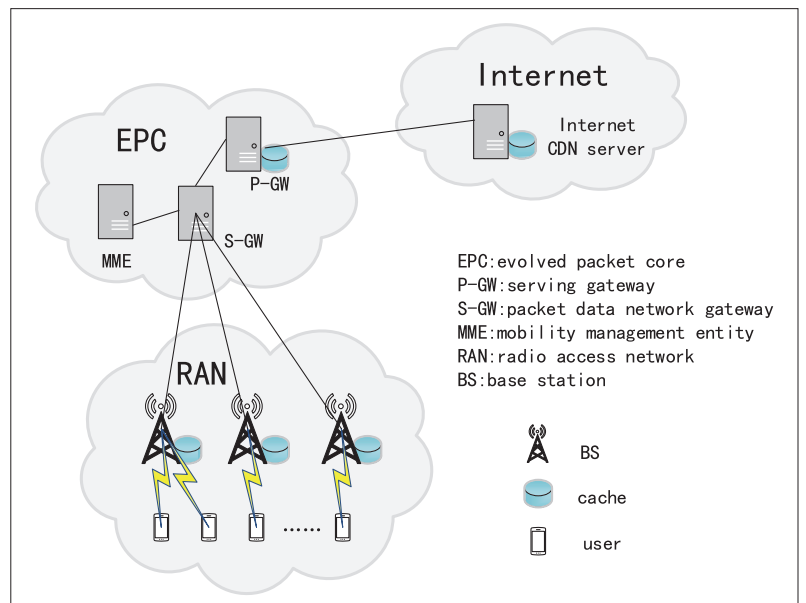 Internet
EPC
Internet
CDN server
P-GW
S-GW
MME
EPC:evolved packet core
P-GW:serving gateway
S-GW:packet data network gateway
MME:mobility management entity
RAN:radio access network
BS:base station
RAN
BS
cache
......
user